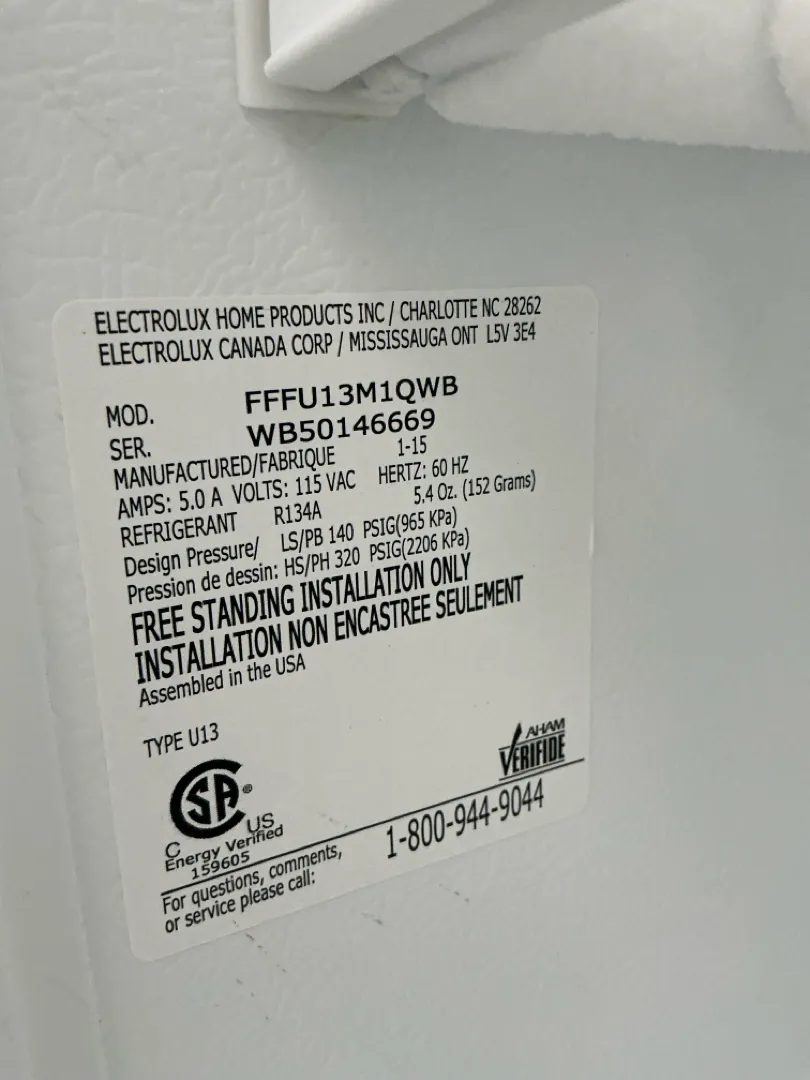 ELECTROLUX HOME PRODUCTS INC / CHARLOTTE NC 28262
ELECTROLUX CANADA CORP / MISSISSAUGA ONT L5V 3E4
MOD. FFFU13M1QWB
SER. WB50146669
MANUFACTURED/FABRIQUE 1-15
AMPS: 5.0 A VOLTS: 115 VAC HERTZ: 60 HZ
REFRIGERANT R134A 5.4 Oz. (152 Grams)
Design Pressure/ LS/PB 140 PSIG(965 KPa)
Pression de dessin: HS/PH 320 PSIG(2206 KPa)
FREE STANDING INSTALLATION ONLY
INSTALLATION NON ENCASTREE SEULEMENT
Assembled in the USA
TYPE U13
AHAM
VERIFIDE
SA ®
C US
Energy Verified
159605
For questions, comments,
or service please call:
1-800-944-9044